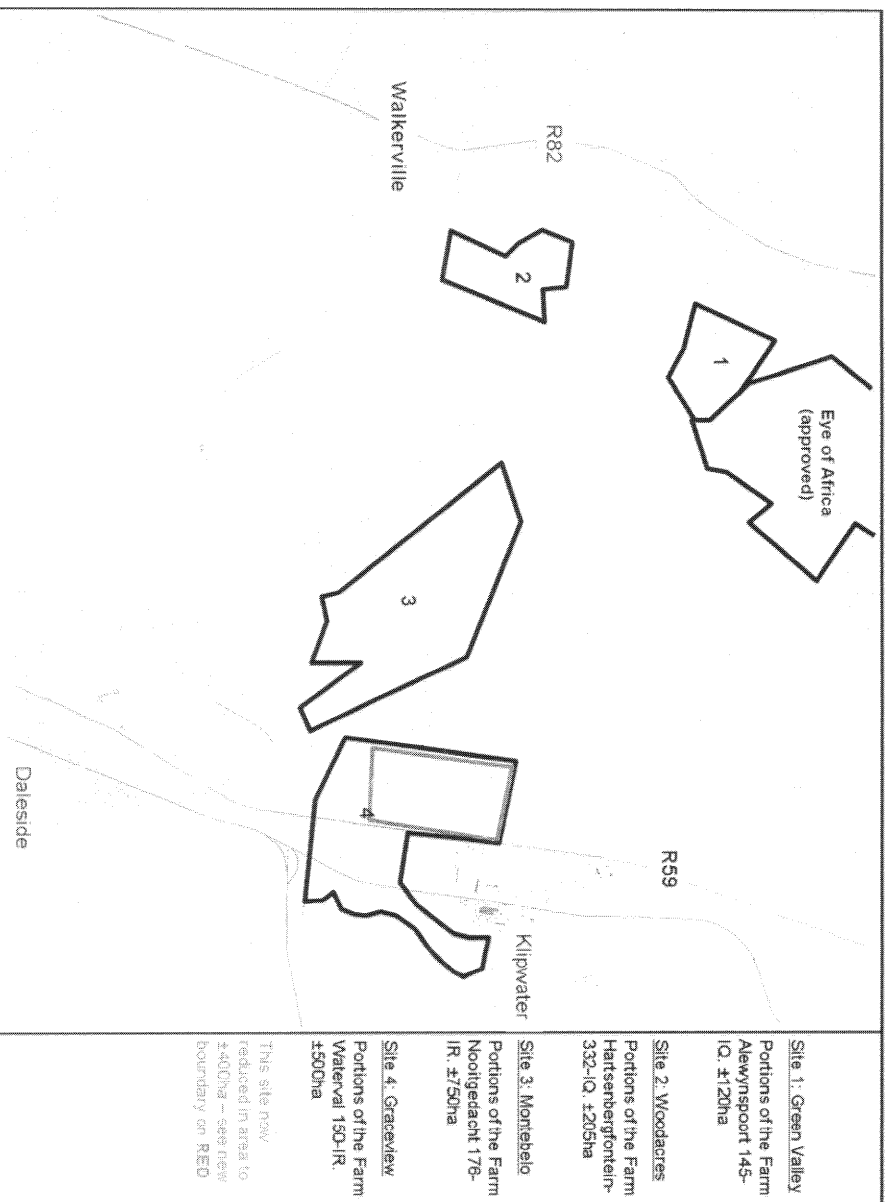 Walkerville
R82
2
1
Eye of Africa
(approved)
3
4
R59
Klipwater
Daleside
Site 1: Green Valley
Portions of the Farm
Alewynspoort 145-
IQ. ±120ha
Site 2: Woodacres
Portions of the Farm
Hartsenbergfontein-
332-IQ. ±205ha
Site 3: Montebelo
Portions of the Farm
Nooitgedacht 176-
IR. ±750ha
Site 4: Graceview
Portions of the Farm
Waterval 150-IR.
±500ha
This site now
reduced in area to
±400ha – see new
boundary on RED